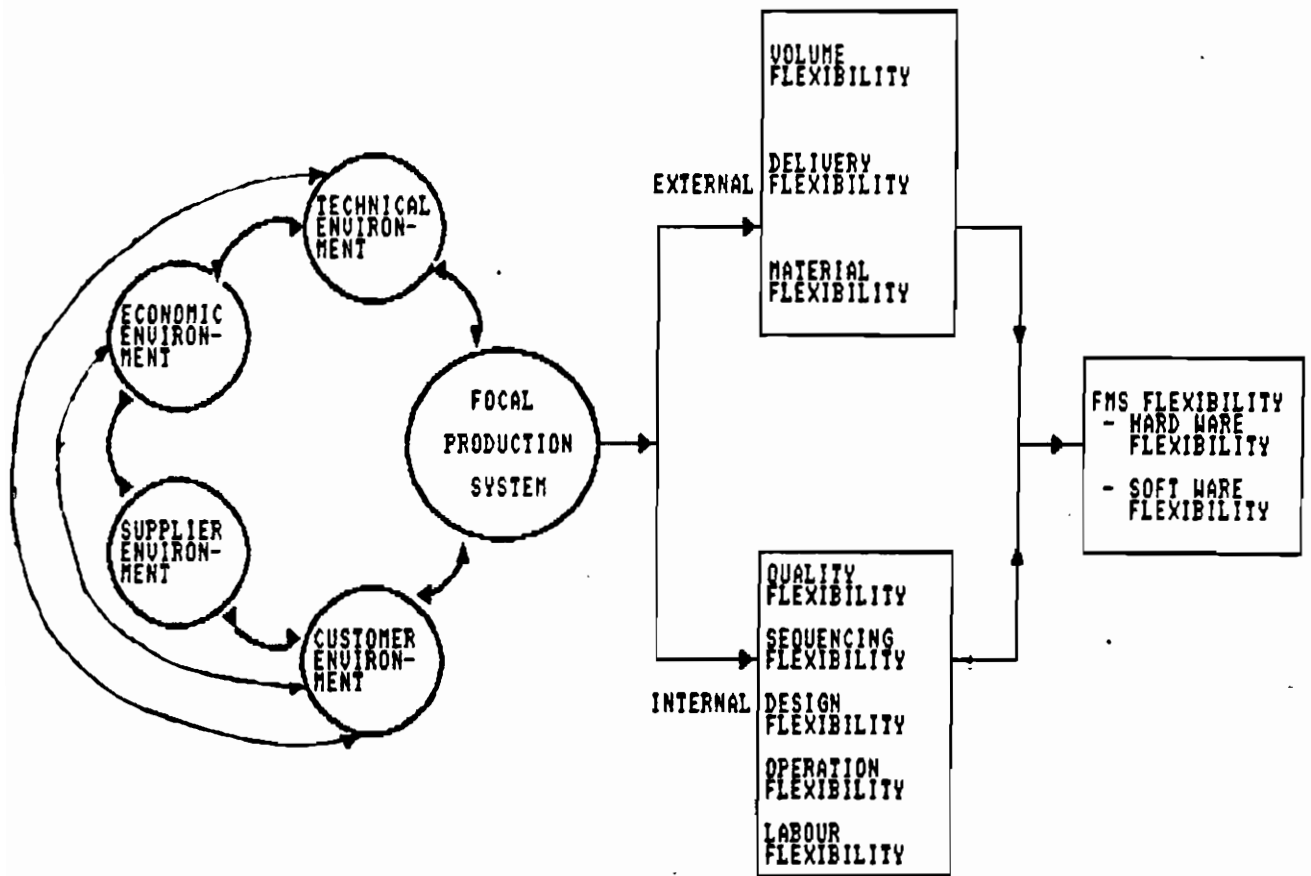 TECHNICAL
ENVIRON-
MENT
ECONOMIC
ENVIRON-
MENT
SUPPLIER
ENVIRON-
MENT
CUSTOMER
ENVIRON-
MENT
FOCAL
PRODUCTION
SYSTEM
EXTERNAL
VOLUME
FLEXIBILITY
DELIVERY
FLEXIBILITY
MATERIAL
FLEXIBILITY
INTERNAL
QUALITY
FLEXIBILITY
SEQUENCING
FLEXIBILITY
DESIGN
FLEXIBILITY
OPERATION
FLEXIBILITY
LABOUR
FLEXIBILITY
FMS FLEXIBILITY
- HARD WARE
FLEXIBILITY
- SOFT WARE
FLEXIBILITY